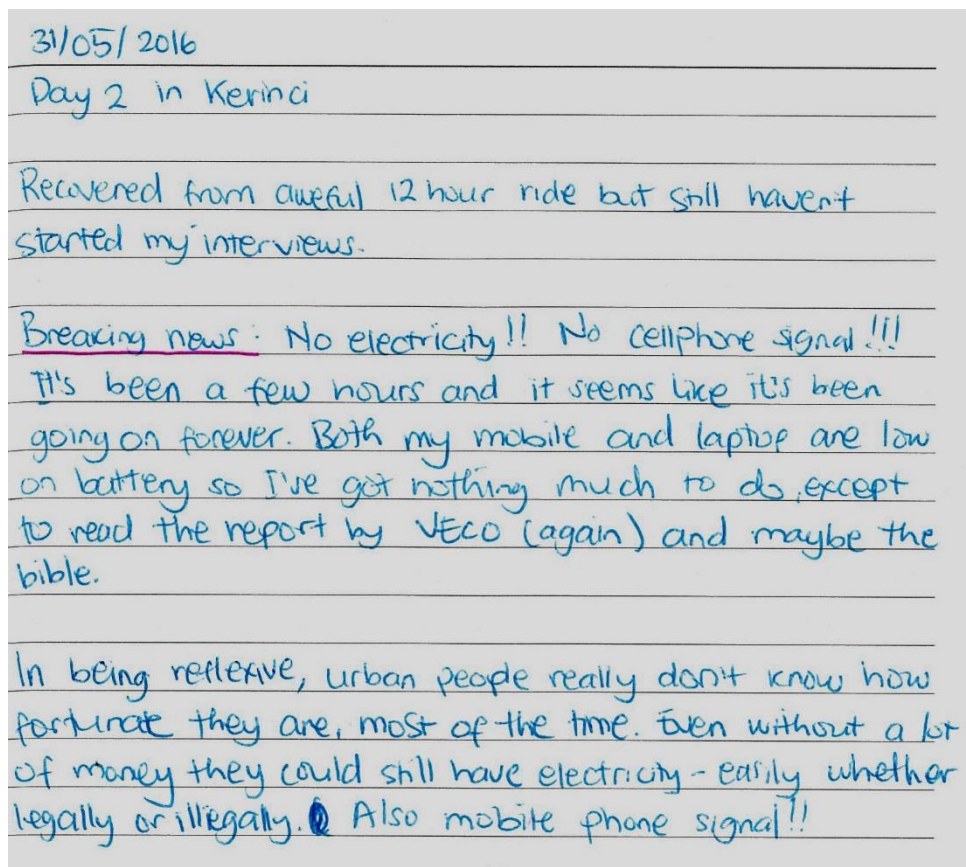 31/05/2016
Day 2 in Kerinci
Recovered from aweful 12 hour ride but still haven't
started my interviews.
Breaking news: No electricity!! No cellphone signal!!!
It's been a few hours and it seems like it's been
going on forever. Both my mobile and laptop are low
on battery so I've got nothing much to do, except
to read the report by VECO (again) and maybe the
bible.
In being reflexive, urban people really don't know how
fortunate they are, most of the time. Even without a lot
of money they could still have electricity - easily whether
legally or illegally. Also mobile phone signal!!